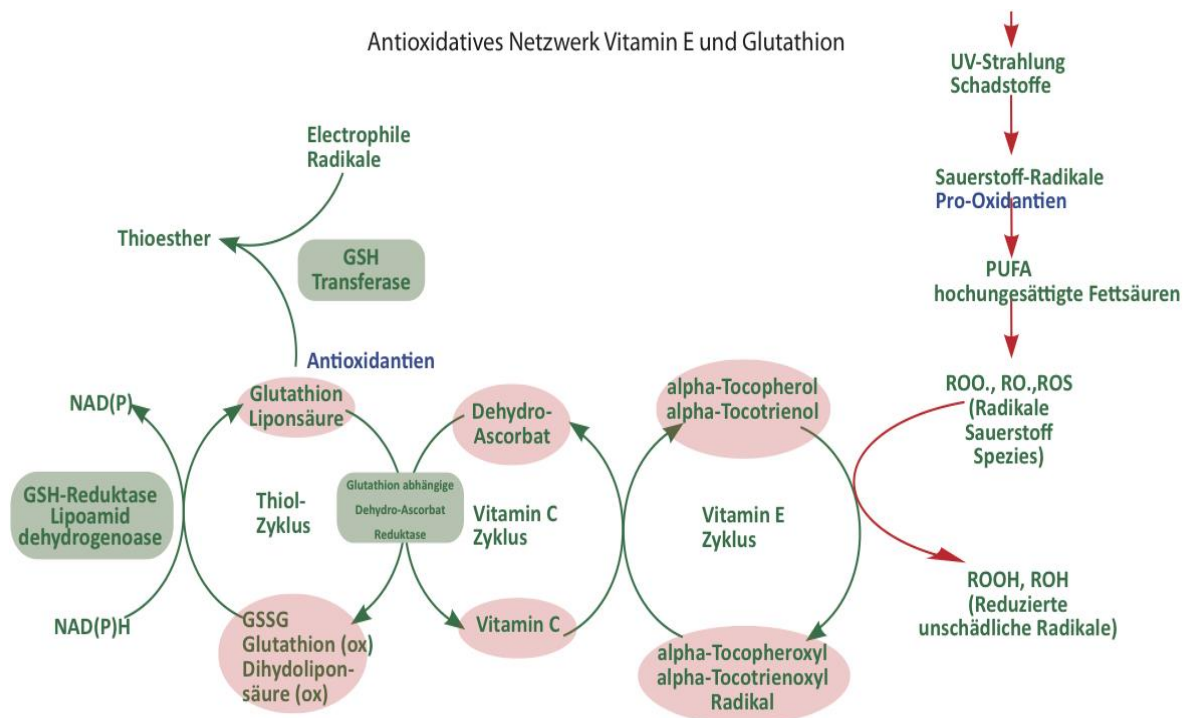 Antioxidatives Netzwerk Vitamin E und Glutathion
UV-Strahlung
Schadstoffe
Electrophile
Radikale
Sauerstoff-Radikale
Pro-Oxidantien
Thioesther
GSH
Transferase
PUFA
hochungesättigte Fettsäuren
Antioxidantien
NAD(P)
Glutathion
Liponsäure
Dehydro-
Ascorbat
alpha-Tocopherol
alpha-Tocotrienol
ROO., RO.,ROS
(Radikale
Sauerstoff
Spezies)
GSH-Reduktase
Lipoamid
dehydrogenoase
Thiol-
Zyklus
Glutathion abhängige
Dehydro-Ascorbat
Reduktase
Vitamin C
Zyklus
Vitamin E
Zyklus
NAD(P)H
GSSG
Glutathion (ox)
Dihydolipon-
säure (ox)
Vitamin C
alpha-Tocopheroxyl
alpha-Tocotrienoxyl
Radikal
ROOH, ROH
(Reduzierte
unschädliche Radikale)